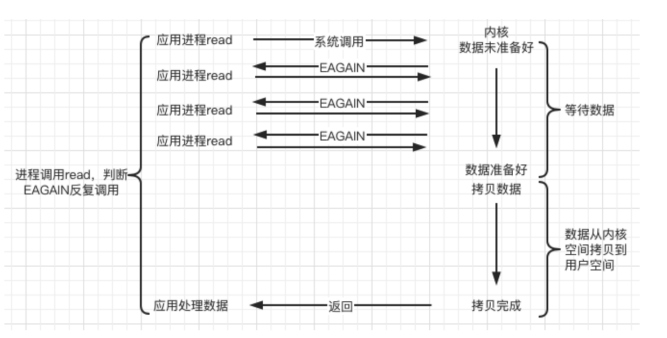 应用进程read
系统调用
内核
数据未准备好
应用进程read
EAGAIN
应用进程read
EAGAIN
等待数据
应用进程read
EAGAIN
进程调用read，判断
EAGAIN反复调用
数据准备好
拷贝数据
数据从内核
空间拷贝到
用户空间
应用处理数据
返回
拷贝完成